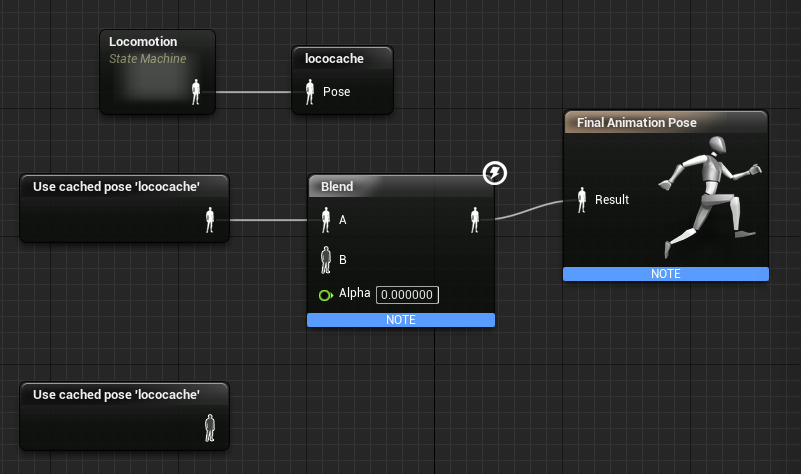 Locomotion
State Machine
lococache
Pose
Final Animation Pose
Result
NOTE
Use cached pose 'lococache'
Blend
A
B
Alpha 0.000000
NOTE
Use cached pose 'lococache'